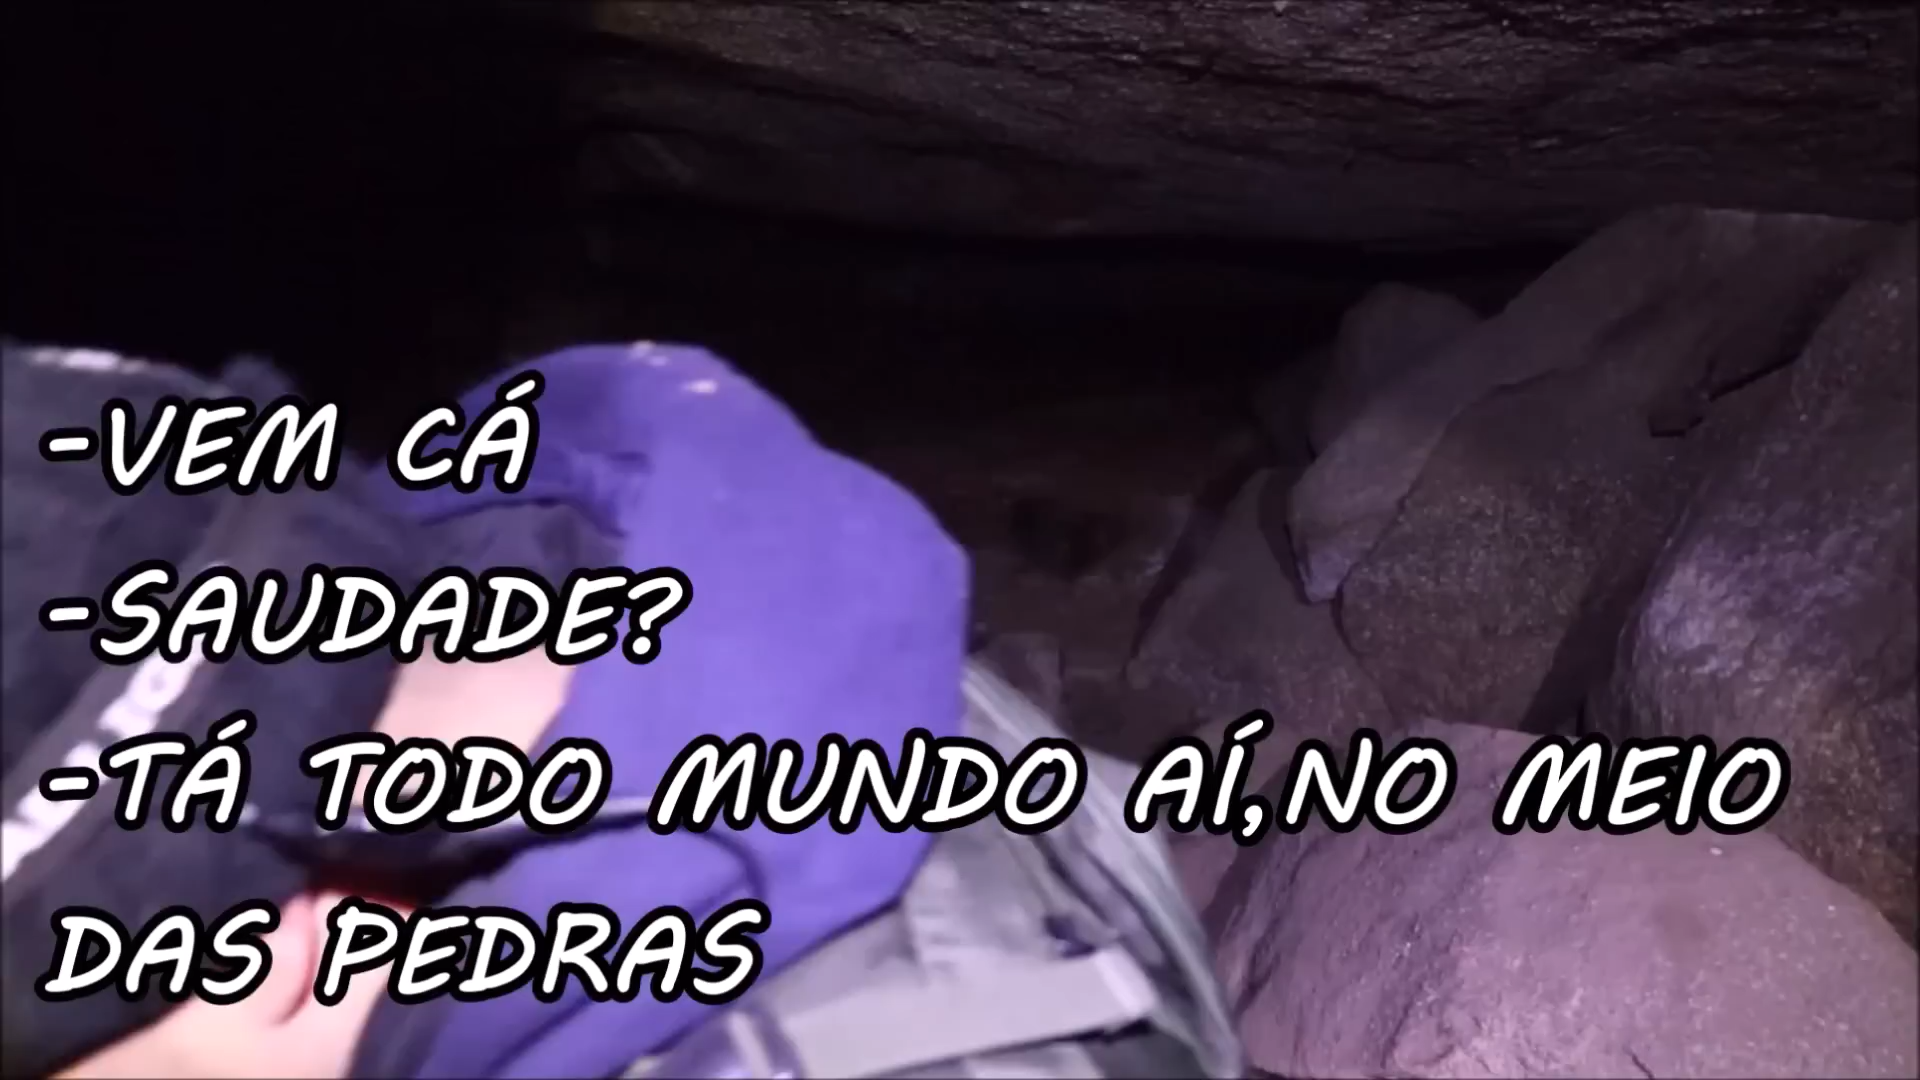 -VEM CÁ
-SAUDADE?
-TÁ TODO MUNDO AÍ,NO MEIO
DAS PEDRAS